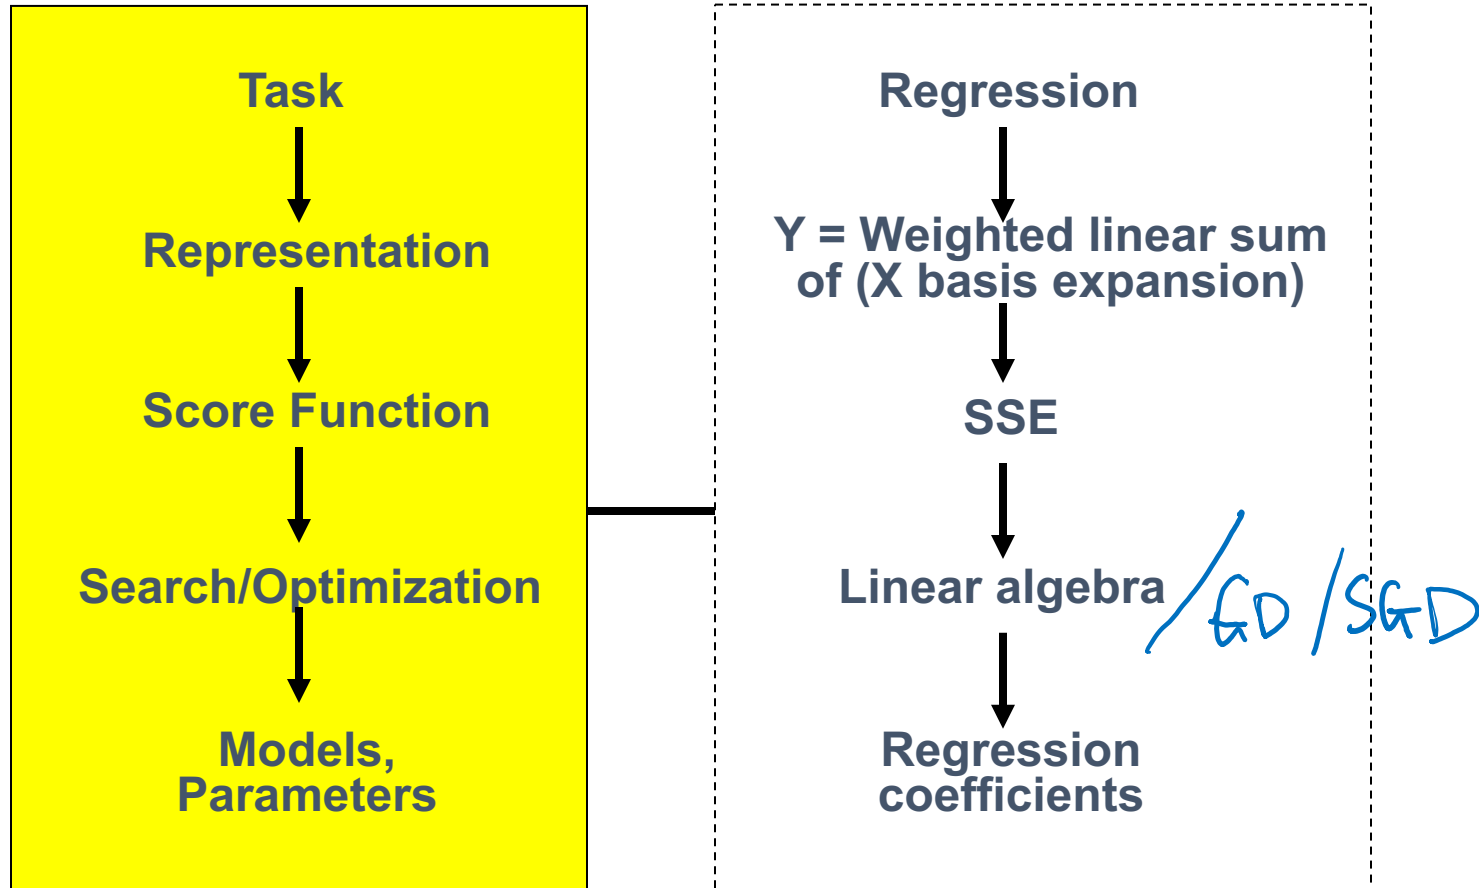 Task
Representation
Score Function
Search/Optimization
Models,
Parameters
Regression
Y = Weighted linear sum
of (X basis expansion)
SSE
Linear algebra /GD/SGD
Regression
coefficients